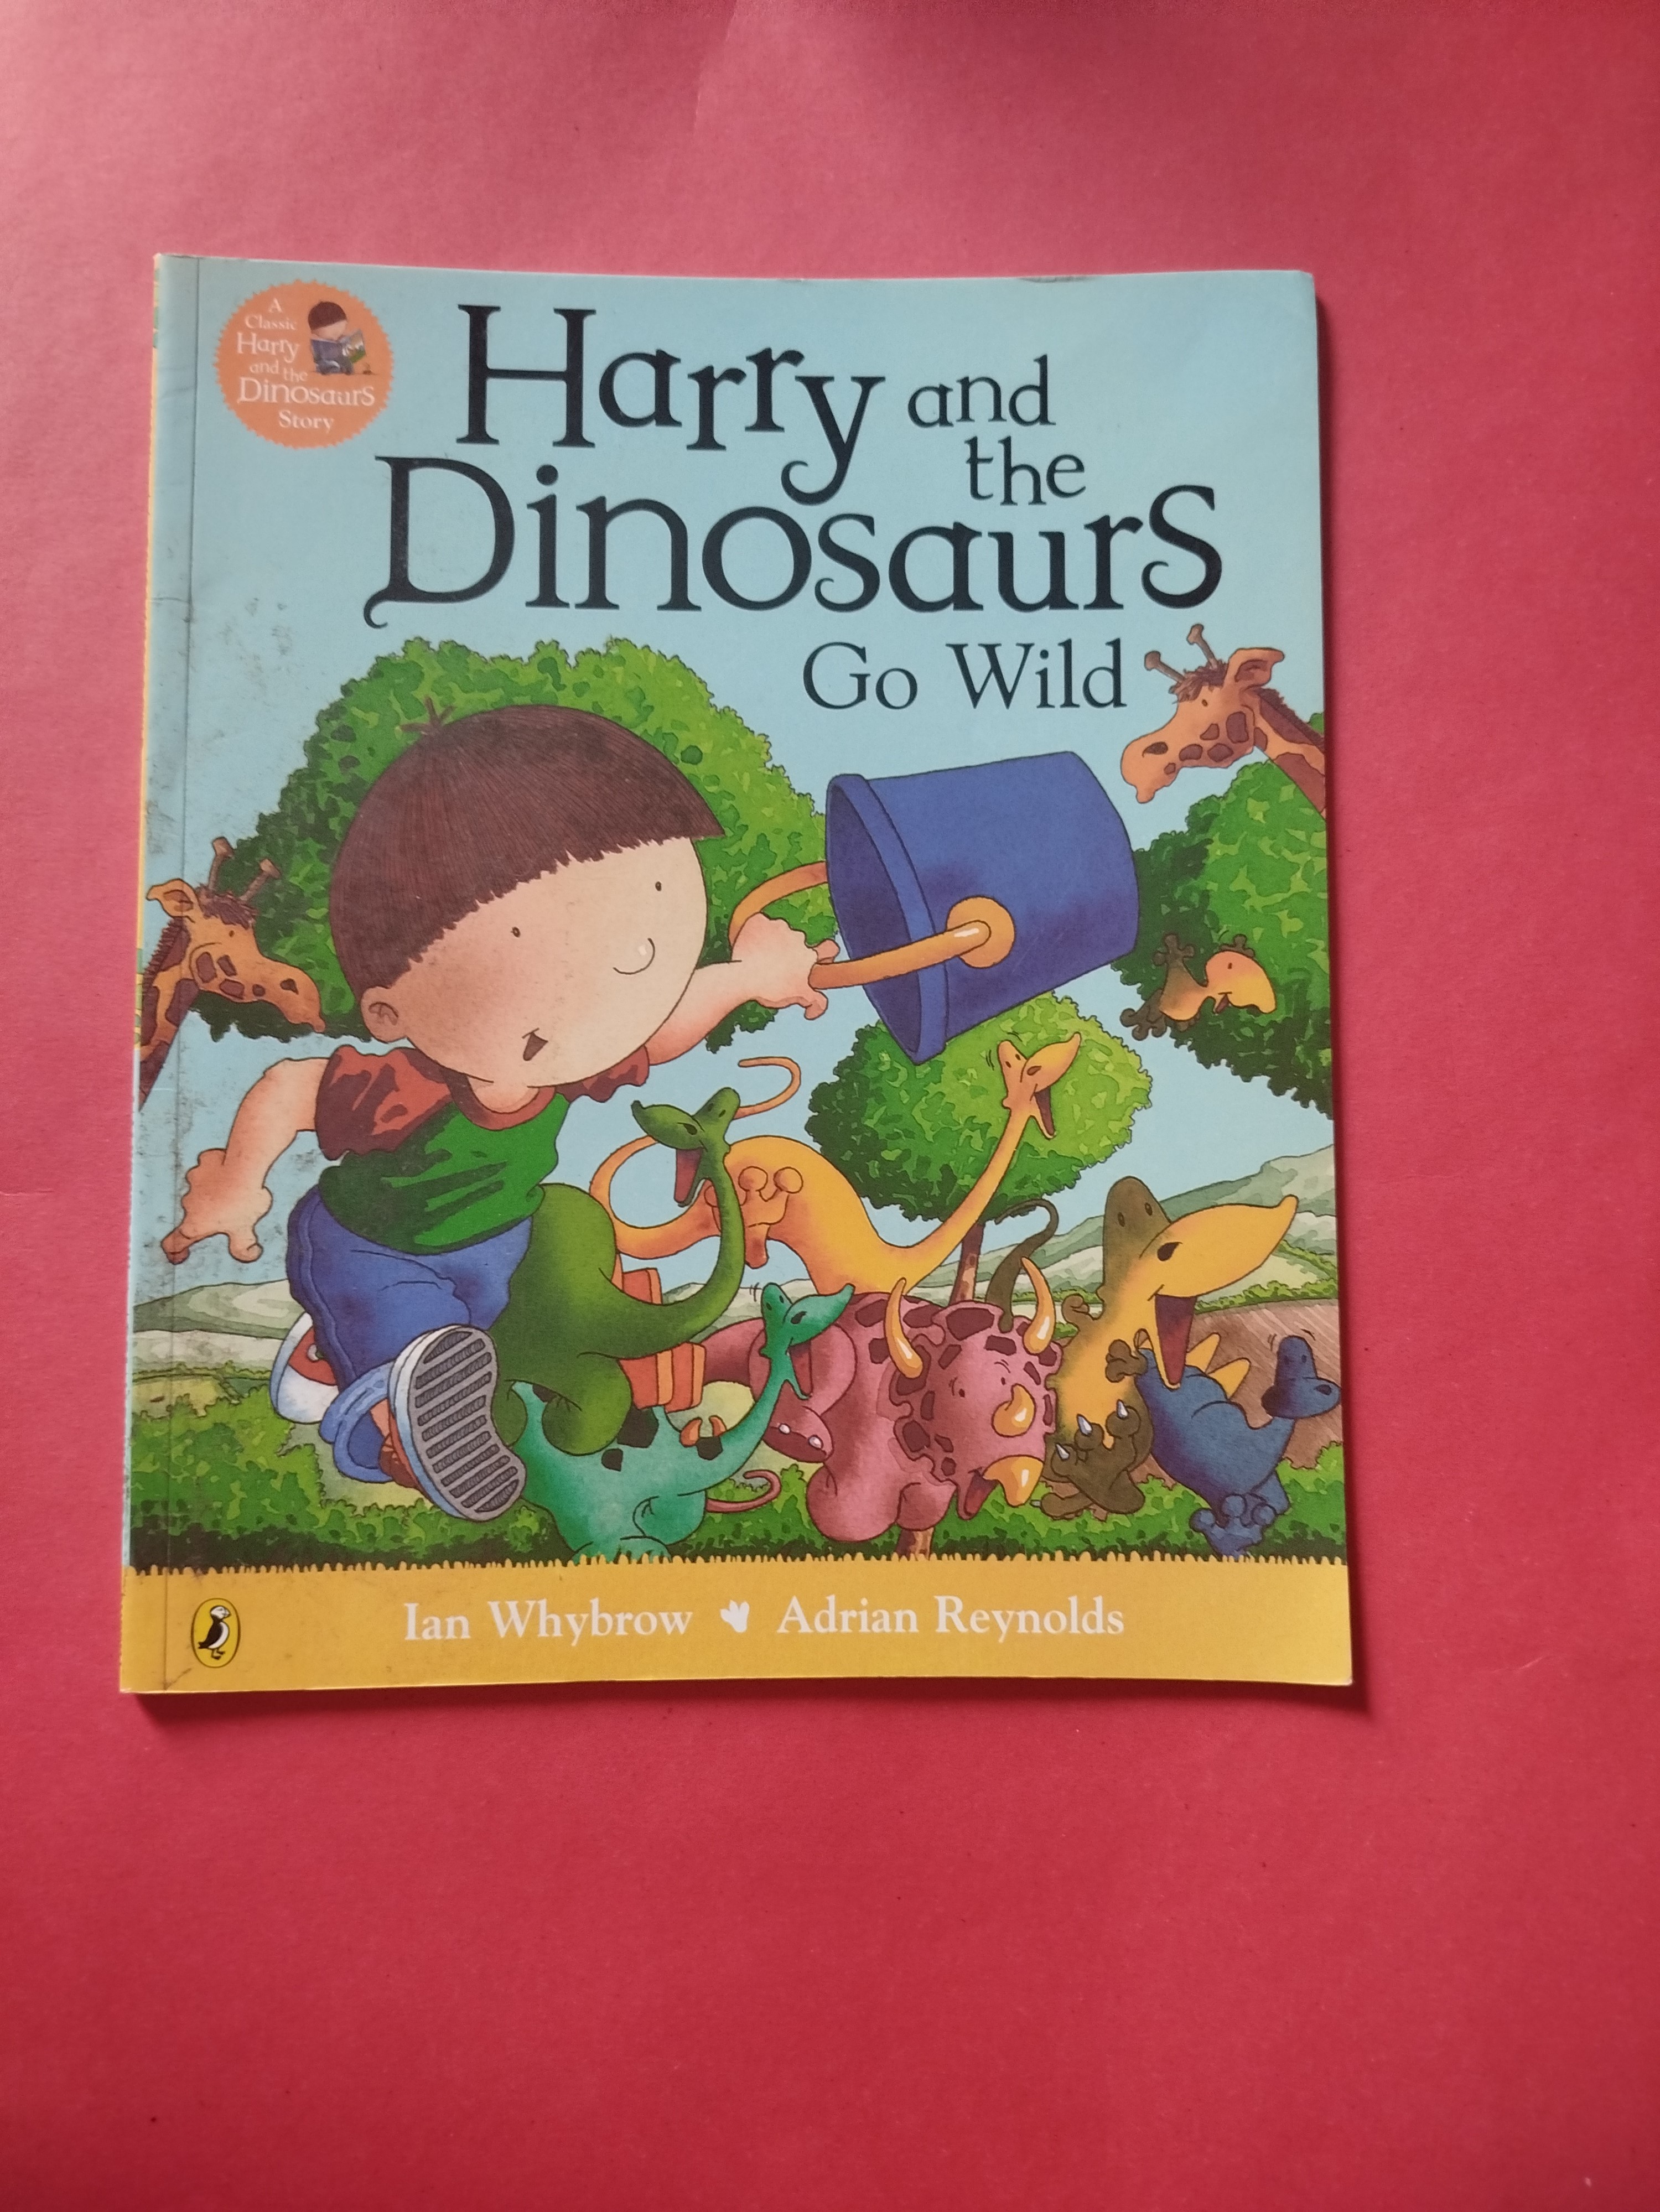 A
Classic
Harry
and the
Dinosaurs
Story
Harry and
the
Dinosaurs
Go Wild
Ian Whybrow Adrian Reynolds